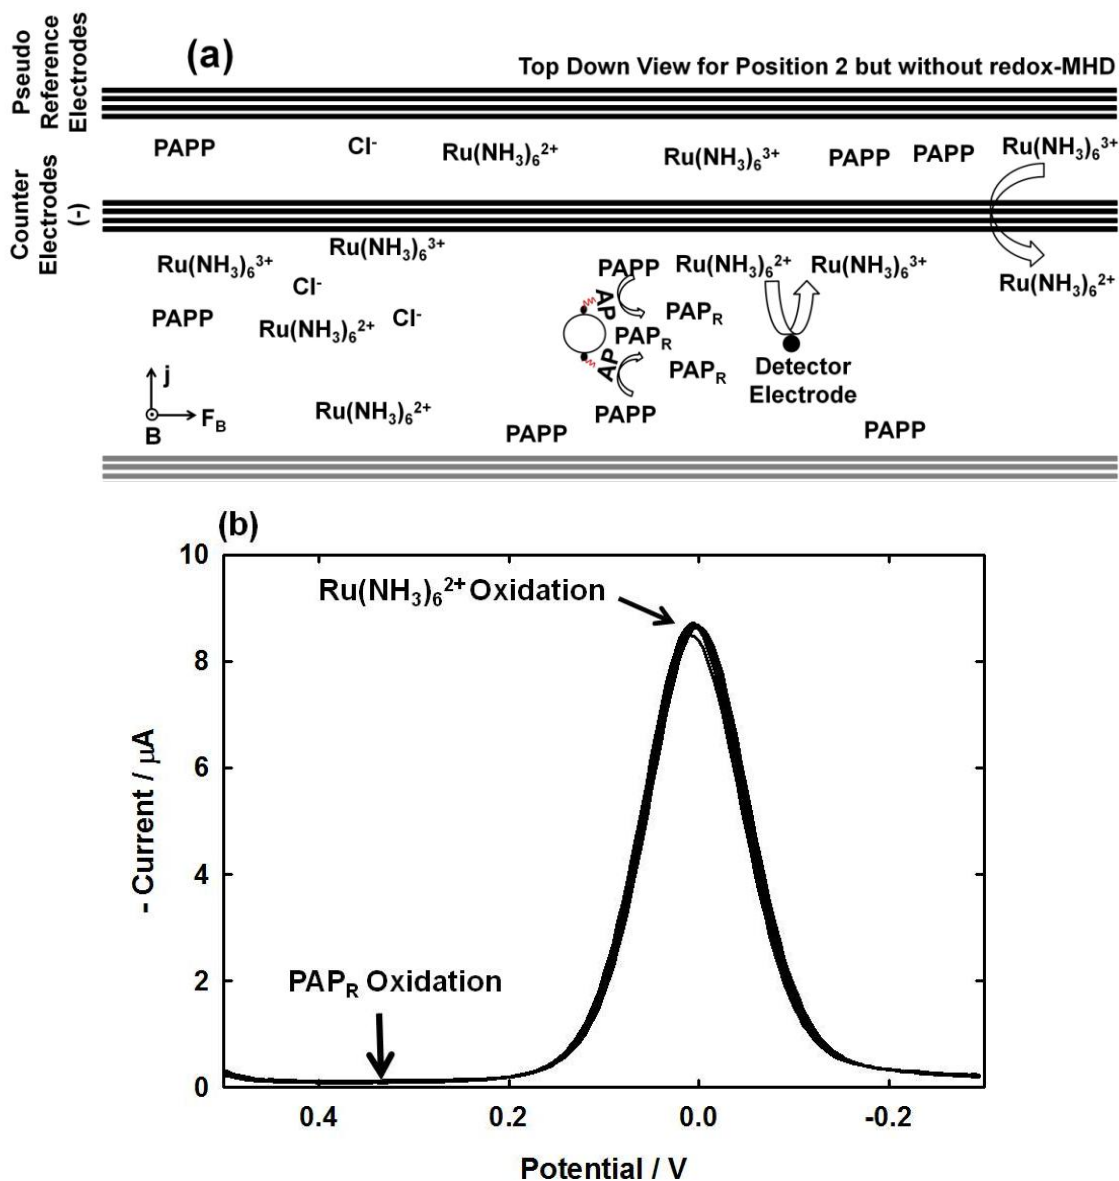 (a)
Top Down View for Position 2 but without redox-MHD
Pseudo
Reference
Electrodes
PAPP Cl⁻ Ru(NH₃)₆²⁺ Ru(NH₃)₆³⁺ PAPP PAPP Ru(NH₃)₆³⁺
Counter
Electrodes
(-)
Ru(NH₃)₆³⁺
Ru(NH₃)₆³⁺ PAPP Ru(NH₃)₆²⁺ Ru(NH₃)₆³⁺
Cl⁻ Ru(NH₃)₆²⁺
AP PAP_R
PAPP Ru(NH₃)₆²⁺ Cl⁻ PAP_R
AP PAP_R Detector
Electrode
j
B F_B
Ru(NH₃)₆²⁺ PAPP
PAPP PAPP
(b)
10
8
6
4
2
0
- Current / μA
Ru(NH₃)₆²⁺ Oxidation
PAP_R Oxidation
0.4 0.2 0.0 -0.2
Potential / V